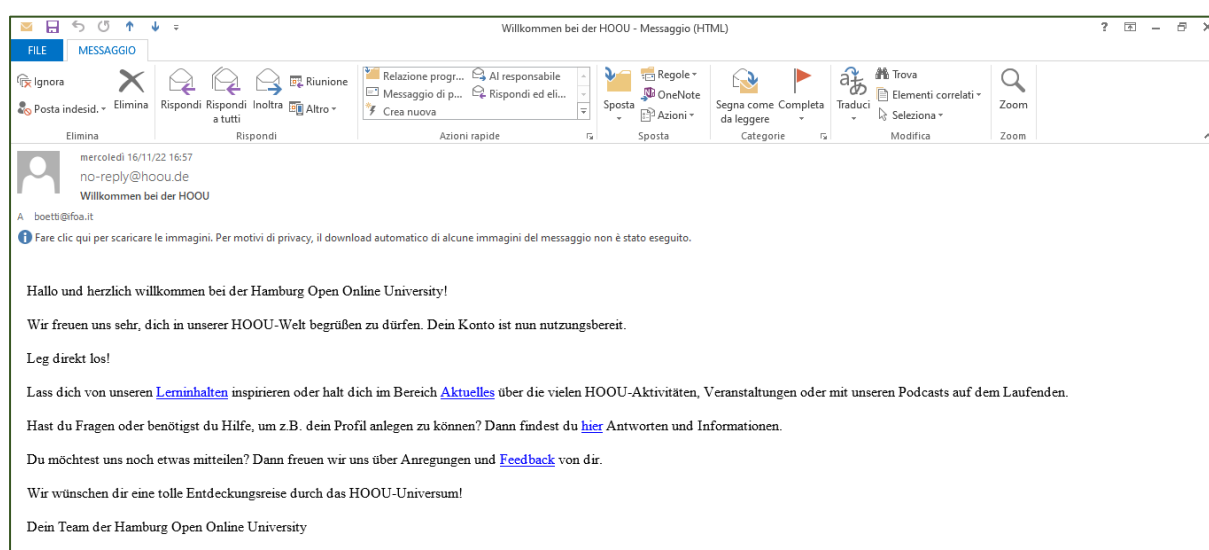 Willkommen bei der HOOU - Messaggio (HTML)
FILE MESSAGGIO
Ignora
Posta indesid.
Elimina
Elimina
Rispondi
Rispondi a tutti
Inoltra
Riunione
Altro
Rispondi
Relazione progr...
Al responsabile
Messaggio di p...
Rispondi ed eli...
Crea nuova
Azioni rapide
Sposta
Regole
OneNote
Azioni
Sposta
Segna come da leggere
Completa
Categorie
Traduci
Trova
Elementi correlati
Seleziona
Modifica
Zoom
Zoom
mercoledì 16/11/22 16:57
no-reply@hoou.de
Willkommen bei der HOOU
A boetti@ifoa.it
Fare clic qui per scaricare le immagini. Per motivi di privacy, il download automatico di alcune immagini del messaggio non è stato eseguito.
Hallo und herzlich willkommen bei der Hamburg Open Online University!
Wir freuen uns sehr, dich in unserer HOOU-Welt begrüßen zu dürfen. Dein Konto ist nun nutzungsbereit.
Leg direkt los!
Lass dich von unseren Lerninhalten inspirieren oder halt dich im Bereich Aktuelles über die vielen HOOU-Aktivitäten, Veranstaltungen oder mit unseren Podcasts auf dem Laufenden.
Hast du Fragen oder benötigst du Hilfe, um z.B. dein Profil anlegen zu können? Dann findest du hier Antworten und Informationen.
Du möchtest uns noch etwas mitteilen? Dann freuen wir uns über Anregungen und Feedback von dir.
Wir wünschen dir eine tolle Entdeckungsreise durch das HOOU-Universum!
Dein Team der Hamburg Open Online University